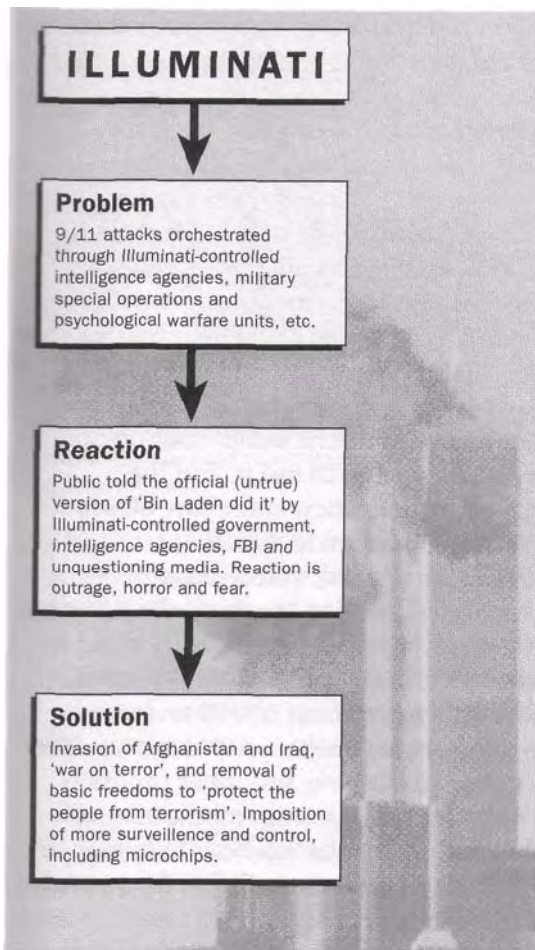 ILLUMINATI
Problem
9/11 attacks orchestrated
through Illuminati-controlled
intelligence agencies, military
special operations and
psychological warfare units, etc.
Reaction
Public told the official (untrue)
version of 'Bin Laden did it' by
Illuminati-controlled government,
intelligence agencies, FBI and
unquestioning media. Reaction is
outrage, horror and fear.
Solution
Invasion of Afghanistan and Iraq,
'war on terror', and removal of
basic freedoms to 'protect the
people from terrorism'. Imposition
of more surveillence and control,
including microchips.